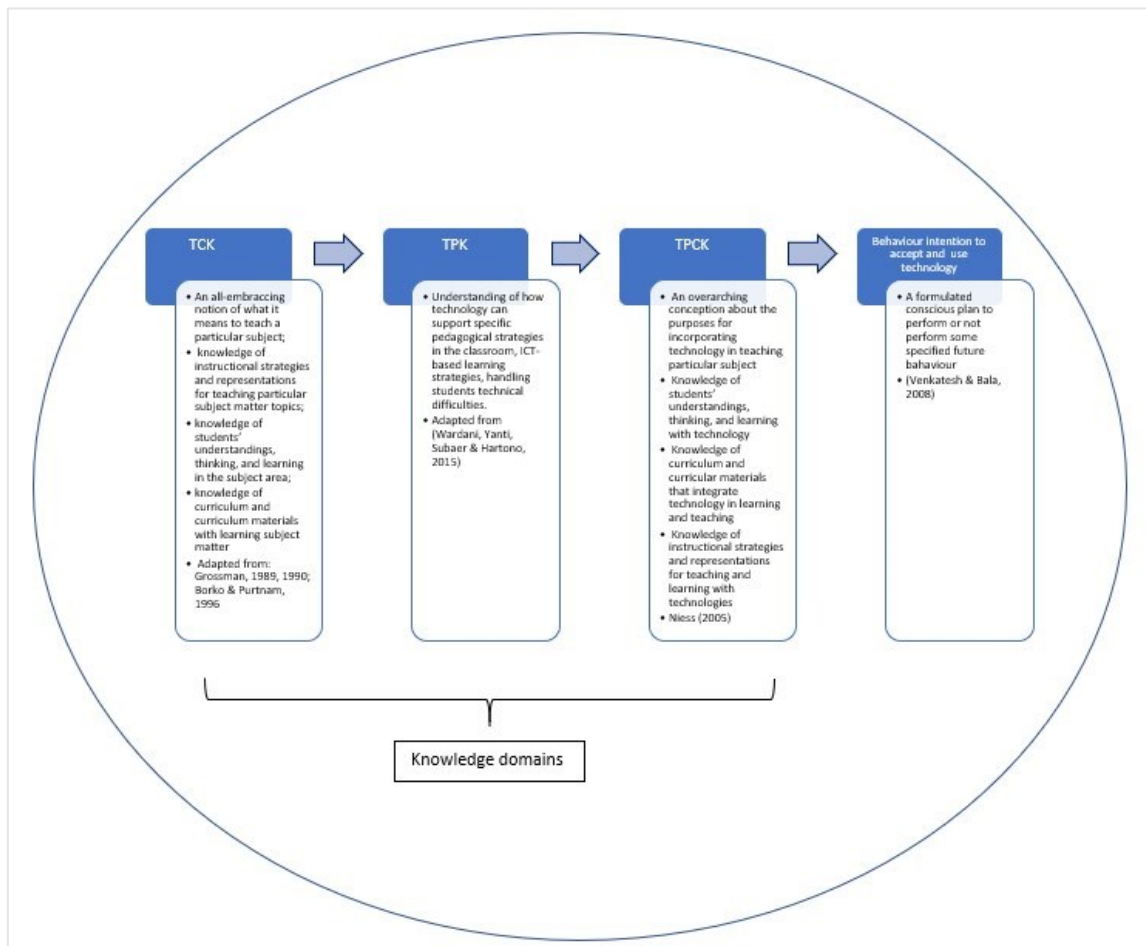 TCK
• An all-embraccing
notion of what it
means to teach a
particular subject;
• knowledge of
instructional strategies
and representations
for teaching particular
subject matter topics;
• knowledge of
students'
understandings,
thinking, and learning
in the subject area;
• knowledge of
curriculum and
curriculum materials
with learning subject
matter
• Adapted from:
Grossman, 1989, 1990;
Borko & Purtnam,
1996
TPK
• Understanding of how
technology can
support specific
pedagogical strategies
in the classroom, ICT-
based learning
strategies, handling
students technical
difficulties.
• Adapted from
(Wardani, Yanti,
Subaer & Hartono,
2015)
TPCK
• An overarching
conception about the
purposes for
incorporating
technology in teaching
particular subject
• Knowledge of
students'
understandings,
thinking, and learning
with technology
• Knowledge of
curriculum and
curricular materials
that integrate
technology in learning
and teaching
• Knowledge of
instructional strategies
and representations
for teaching and
learning with
technologies
• Niess (2005)
Behaviour intention to
accept and use
technology
• A formulated
conscious plan to
perform or not
perform some
specified future
bahaviour
• (Venkatesh & Bala,
2008)
Knowledge domains